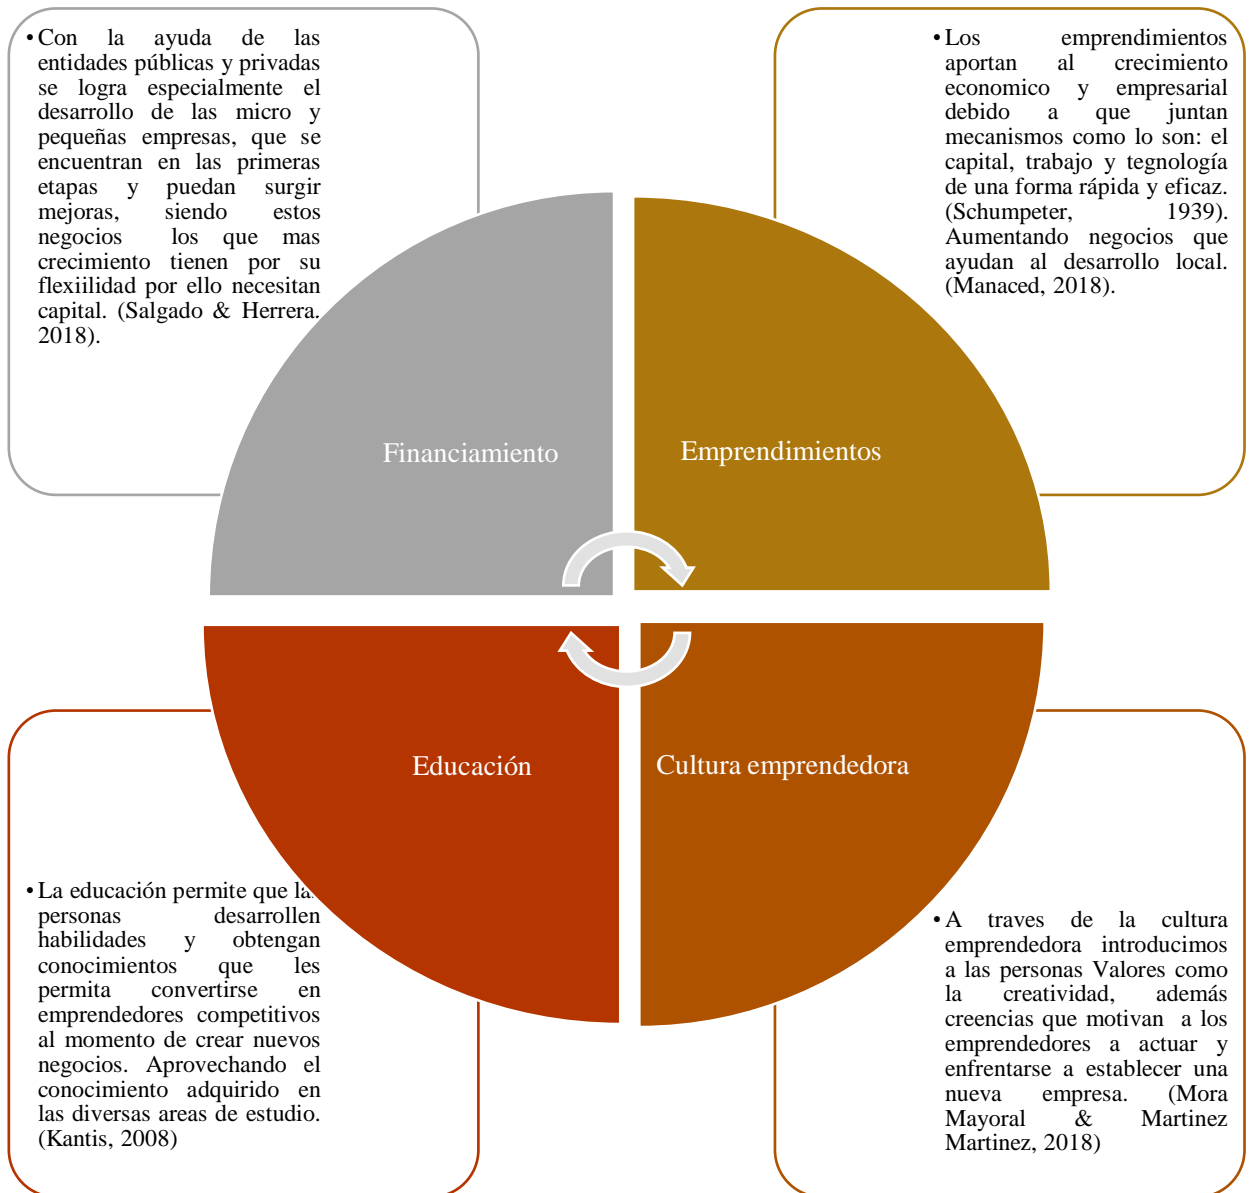 •Con la ayuda de las
entidades públicas y privadas
se logra especialmente el
desarrollo de las micro y
pequeñas empresas, que se
encuentran en las primeras
etapas y puedan surgir
mejoras, siendo estos
negocios los que mas
crecimiento tienen por su
flexiilidad por ello necesitan
capital. (Salgado & Herrera.
2018).
•Los emprendimientos
aportan al crecimiento
economico y empresarial
debido a que juntan
mecanismos como lo son: el
capital, trabajo y tegnología
de una forma rápida y eficaz.
(Schumpeter, 1939).
Aumentando negocios que
ayudan al desarrollo local.
(Manaced, 2018).
Financiamiento
Emprendimientos
Educación
Cultura emprendedora
•La educación permite que la
personas desarrollen
habilidades y obtengan
conocimientos que les
permita convertirse en
emprendedores competitivos
al momento de crear nuevos
negocios. Aprovechando el
conocimiento adquirido en
las diversas areas de estudio.
(Kantis, 2008)
•A traves de la cultura
emprendedora introducimos
a las personas Valores como
la creatividad, además
creencias que motivan a los
emprendedores a actuar y
enfrentarse a establecer una
nueva empresa. (Mora
Mayoral & Martinez
Martinez, 2018)